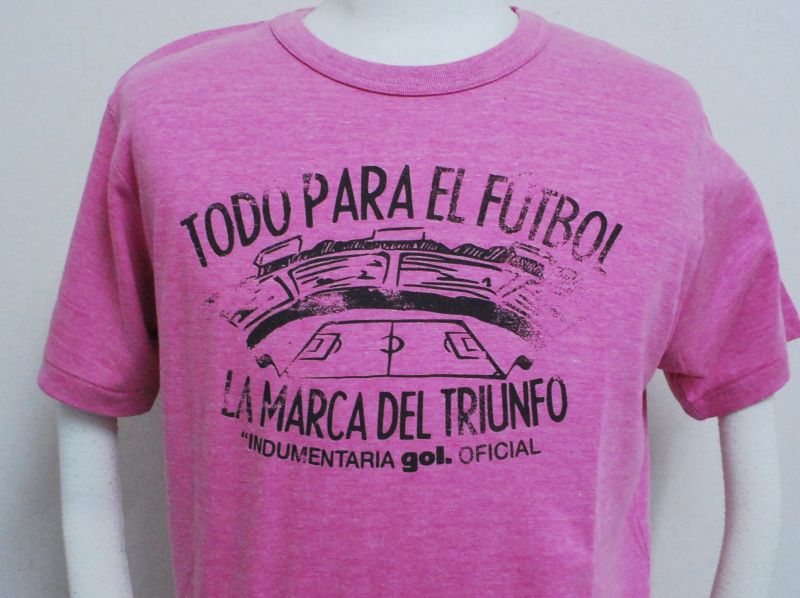 TODO PARA EL FUTBOL
LA MARCA DEL TRIUNFO
"INDUMENTARIA gol. OFICIAL